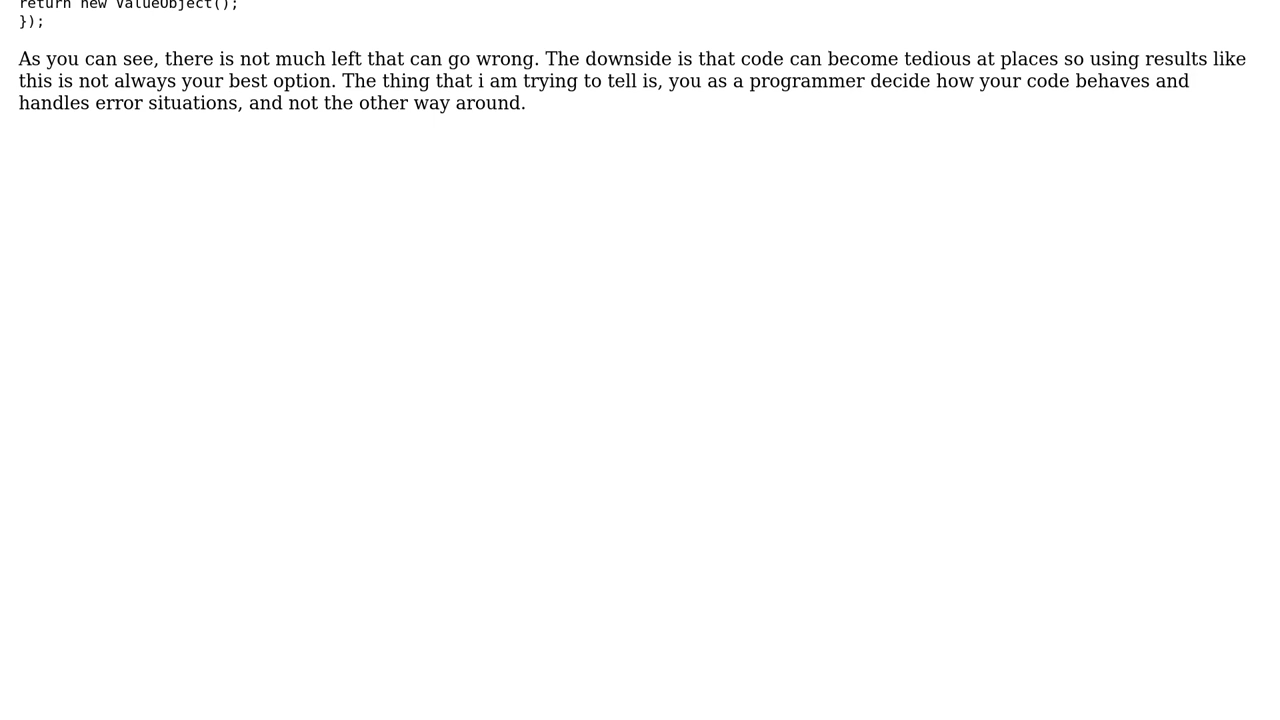 return new ValueObject();
});
As you can see, there is not much left that can go wrong. The downside is that code can become tedious at places so using results like
this is not always your best option. The thing that i am trying to tell is, you as a programmer decide how your code behaves and
handles error situations, and not the other way around.